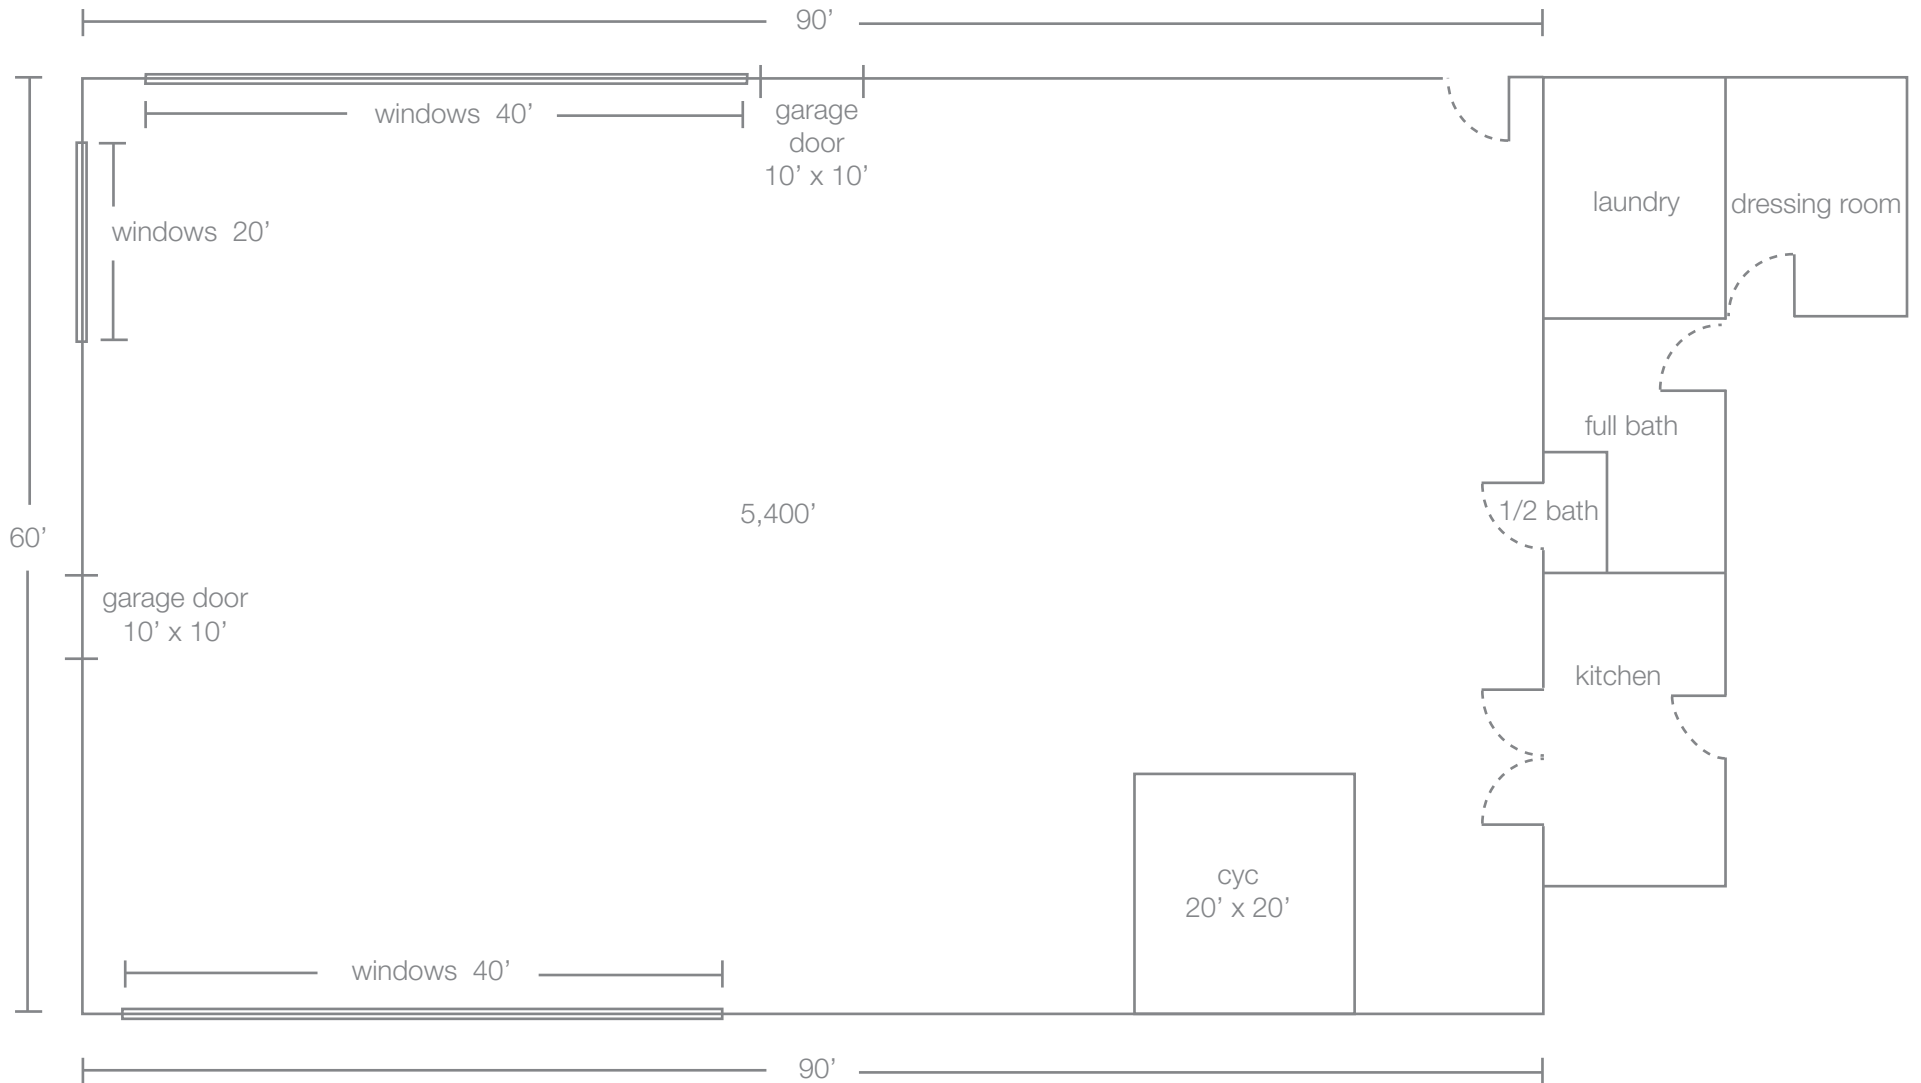 90’
windows 40’
garage
door
10’ x 10’
windows 20’
laundry
dressing room
full bath
1/2 bath
5,400’
60’
garage door
10’ x 10’
kitchen
cyc
20’ x 20’
windows 40’
90’